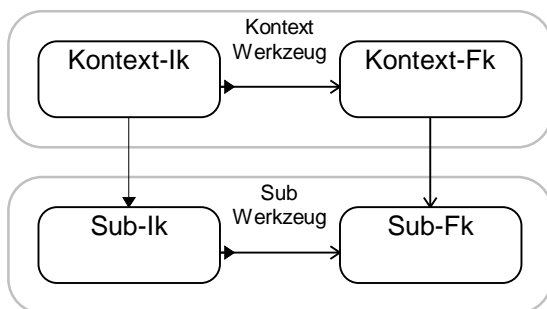 Kontext
Werkzeug
Kontext-Ik
Kontext-Fk
Sub
Werkzeug
Sub-Ik
Sub-Fk